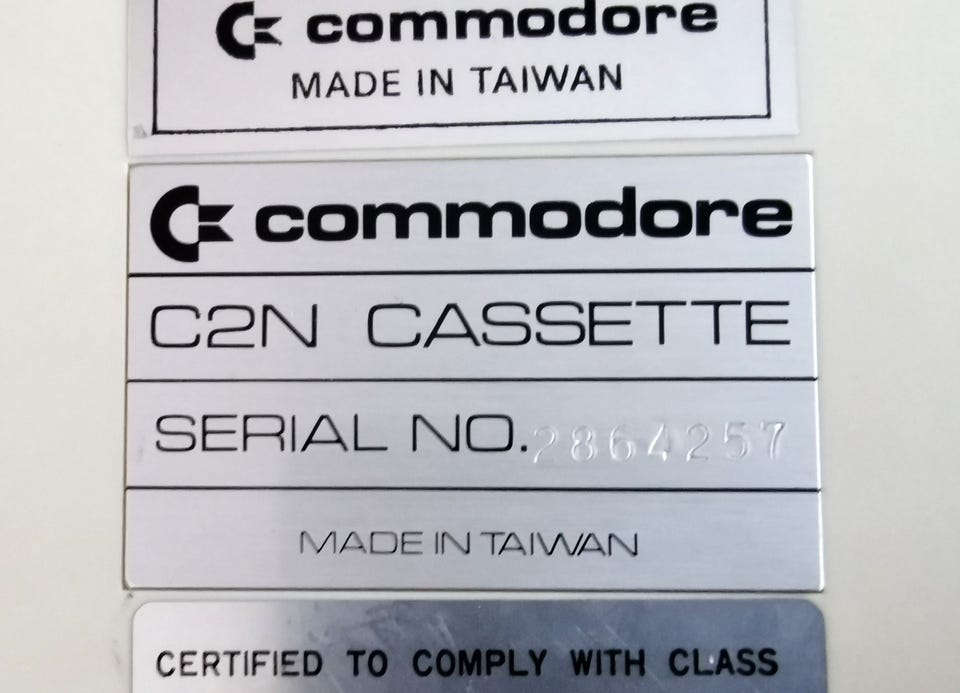 commodore
MADE IN TAIWAN
commodore
C2N CASSETTE
SERIAL NO. 2864257
MADE IN TAIWAN
CERTIFIED TO COMPLY WITH CLASS